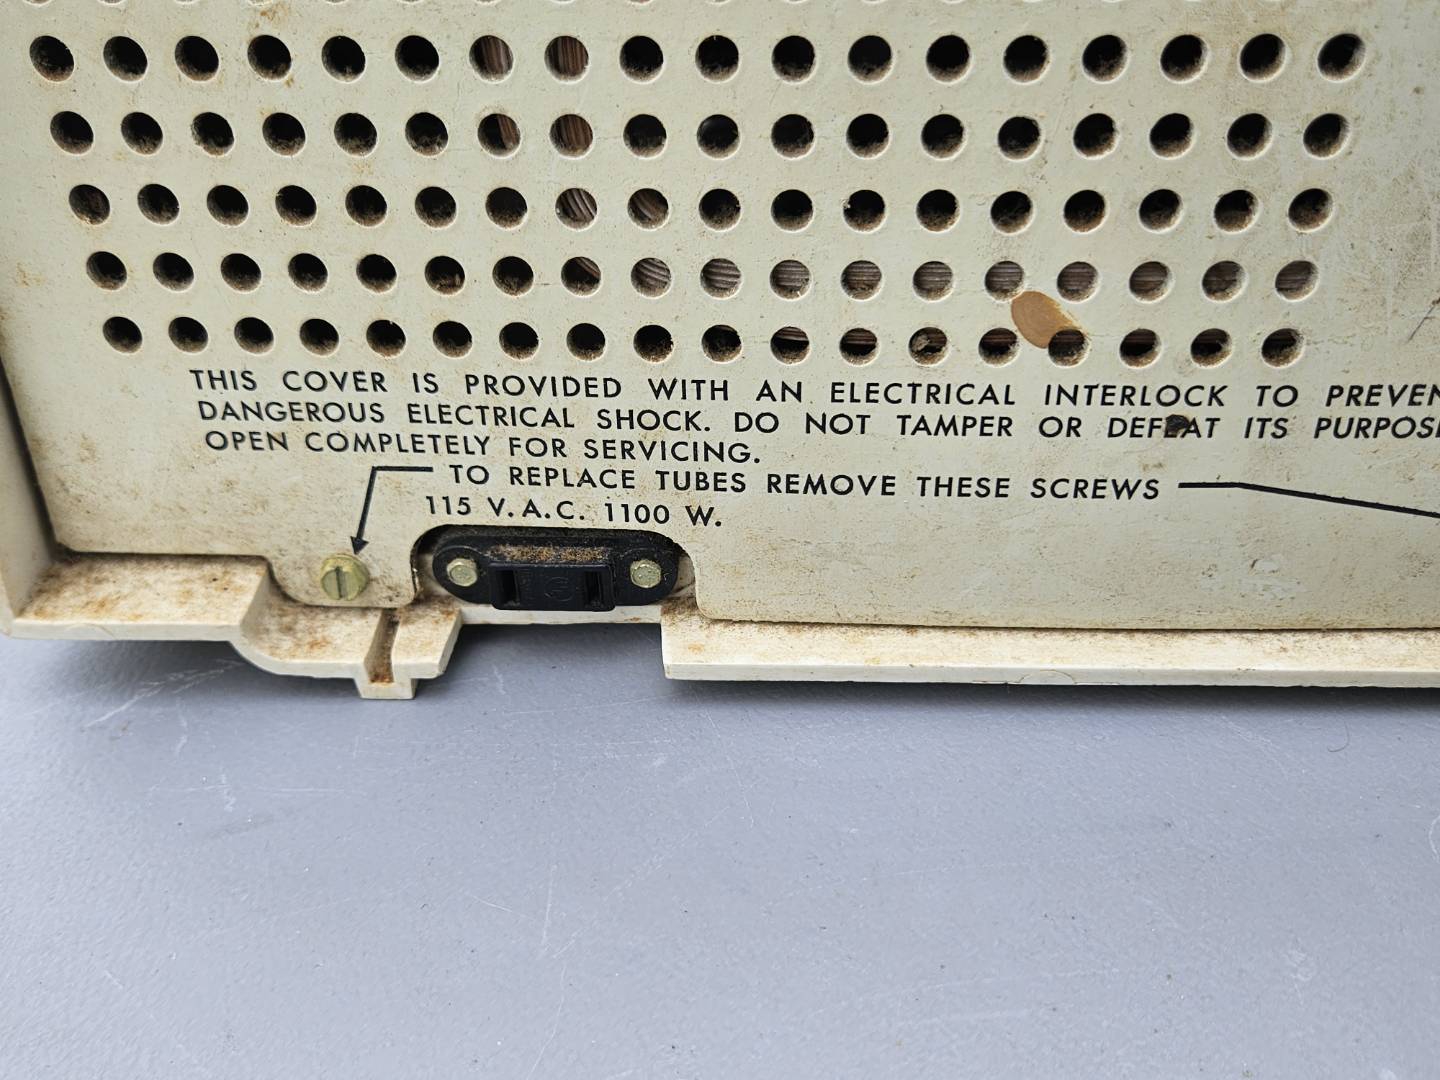 THIS COVER IS PROVIDED WITH AN ELECTRICAL INTERLOCK TO PREVEN
DANGEROUS ELECTRICAL SHOCK. DO NOT TAMPER OR DEFEAT ITS PURPOS
OPEN COMPLETELY FOR SERVICING.
TO REPLACE TUBES REMOVE THESE SCREWS
115 V.A.C. 1100 W.